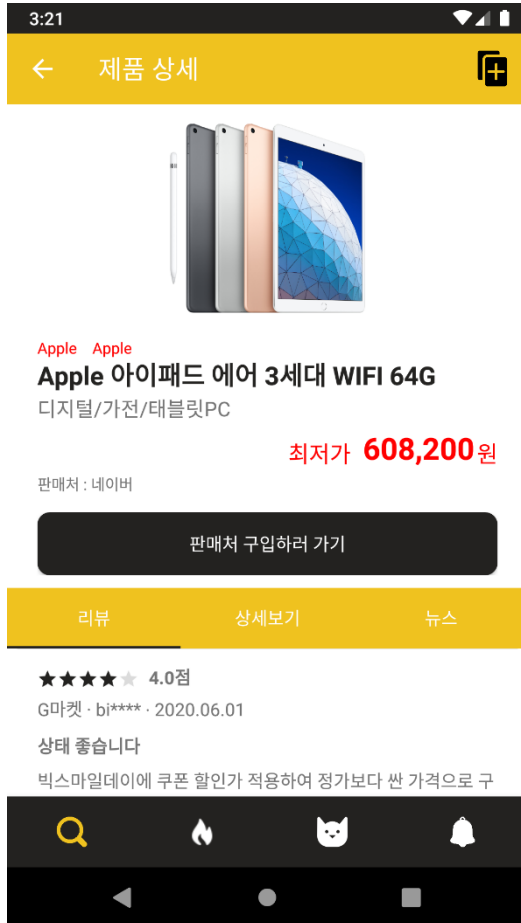 3:21
제품 상세
Apple Apple
Apple 아이패드 에어 3세대 WIFI 64G
디지털/가전/태블릿PC
최저가 608,200원
판매처 : 네이버
판매처 구입하러 가기
리뷰 상세보기 뉴스
4.0점
G마켓 · bi**** · 2020.06.01
상태 좋습니다
빅스마일데이에 쿠폰 할인가 적용하여 정가보다 싼 가격으로 구